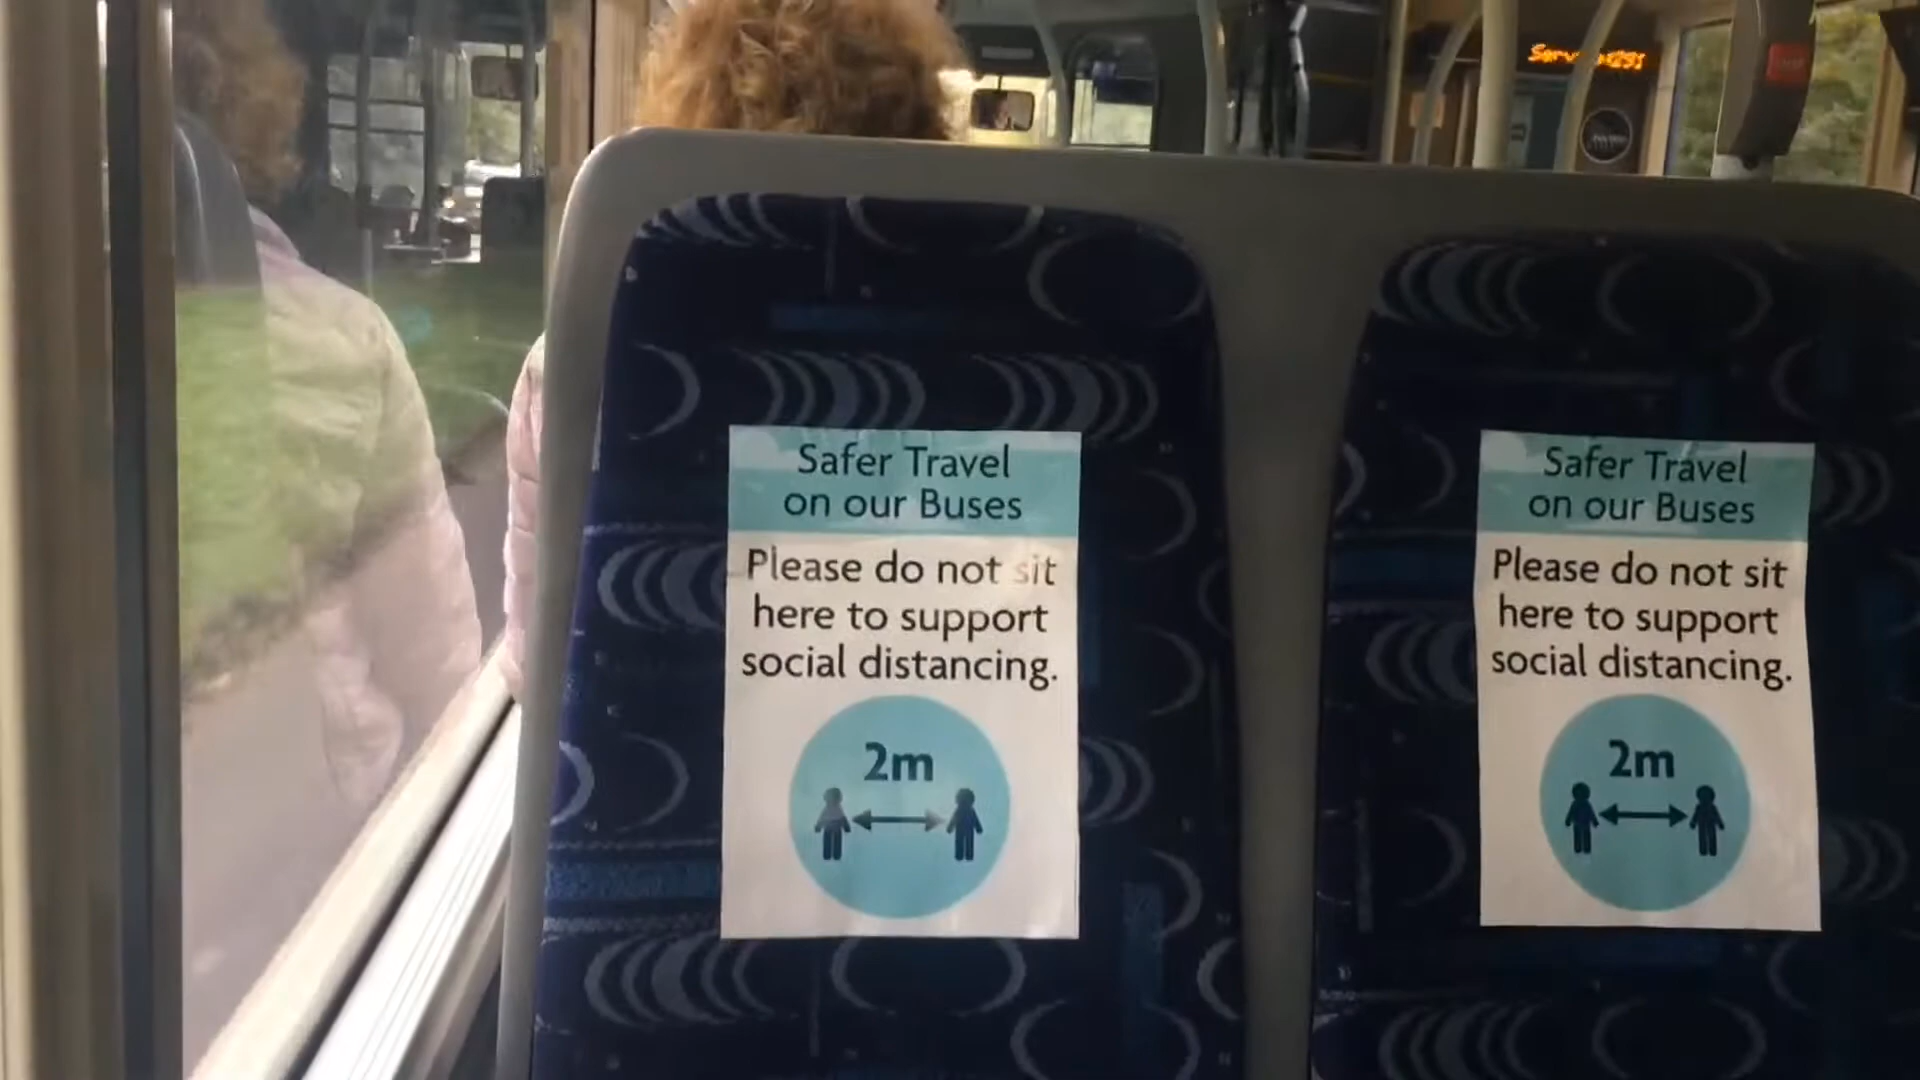 Safer Travel
on our Buses
Please do not sit
here to support
social distancing.
2m
Safer Travel
on our Buses
Please do not sit
here to support
social distancing.
2m